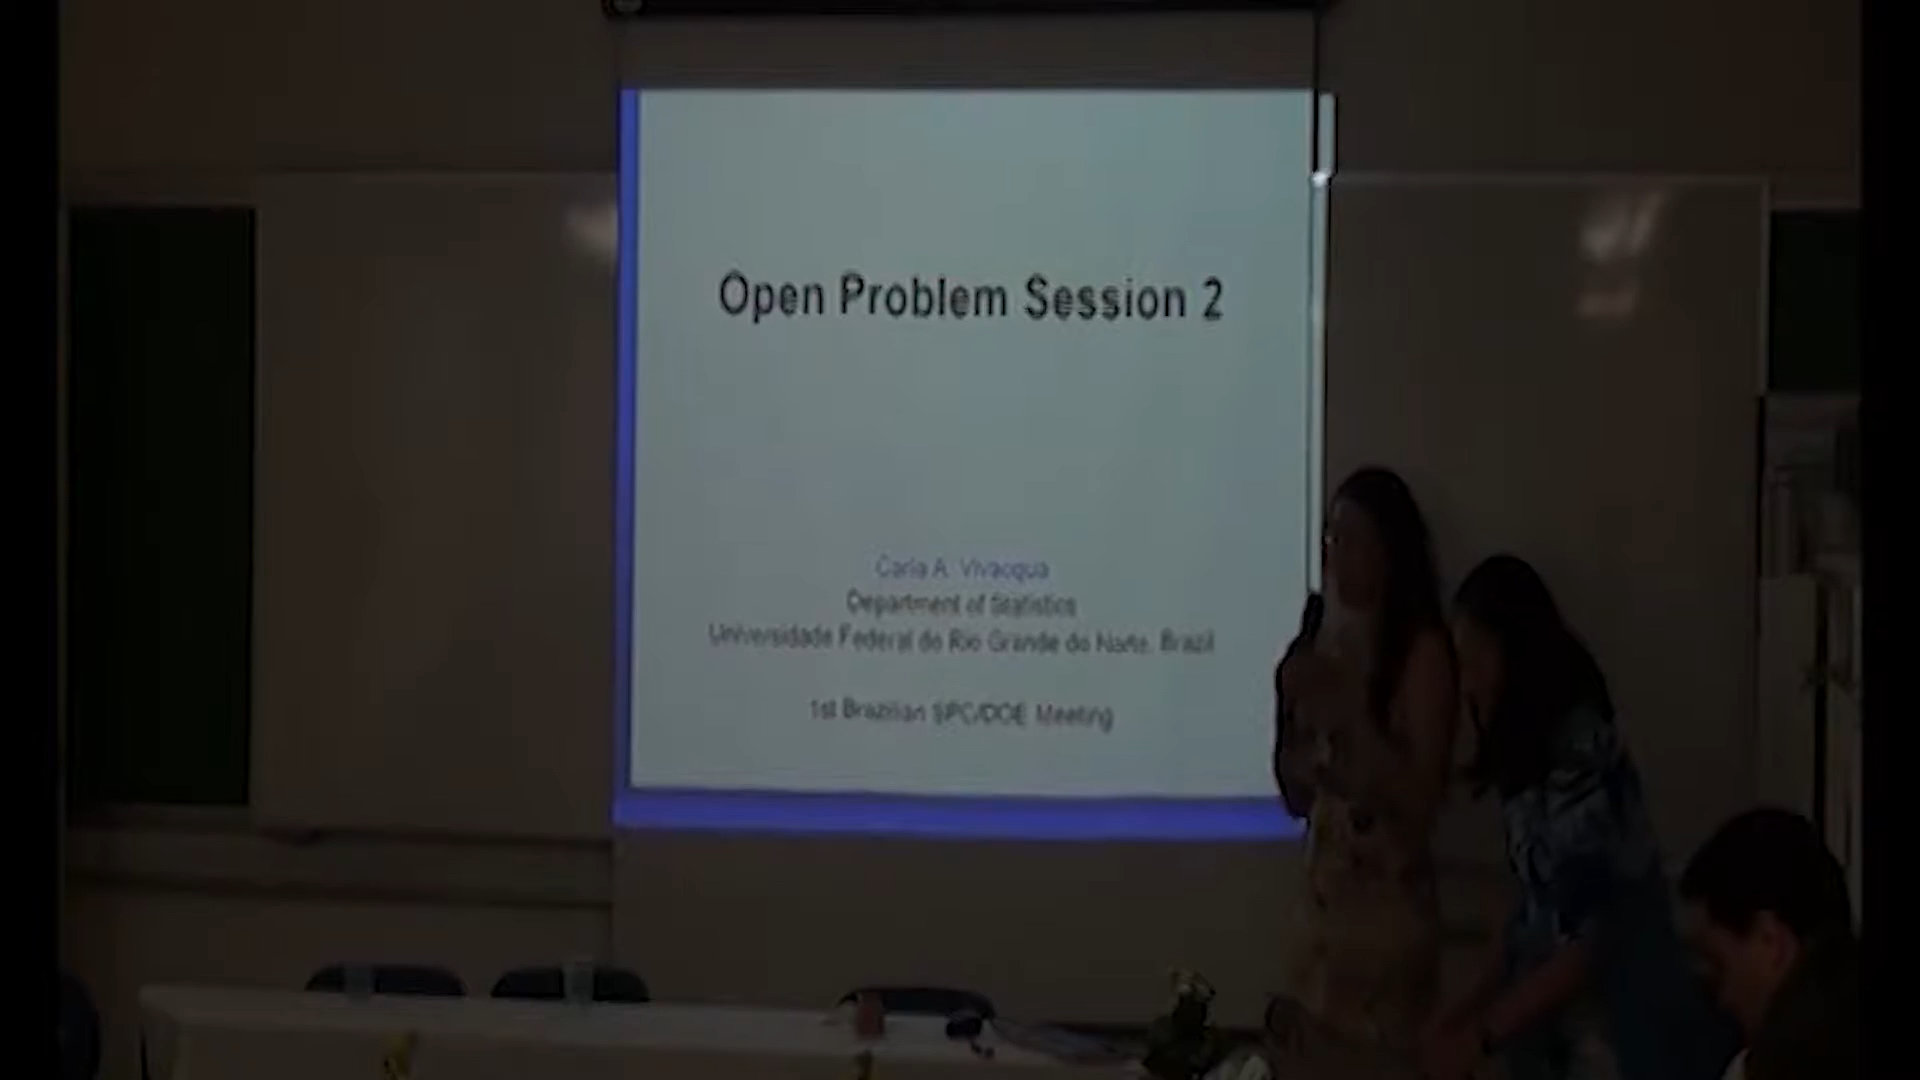 Open Problem Session 2
Carla A. Vivacqua
Department of Statistics
Universidade Federal do Rio Grande do Norte, Brazil
1st Brazilian SPC/DOE Meeting